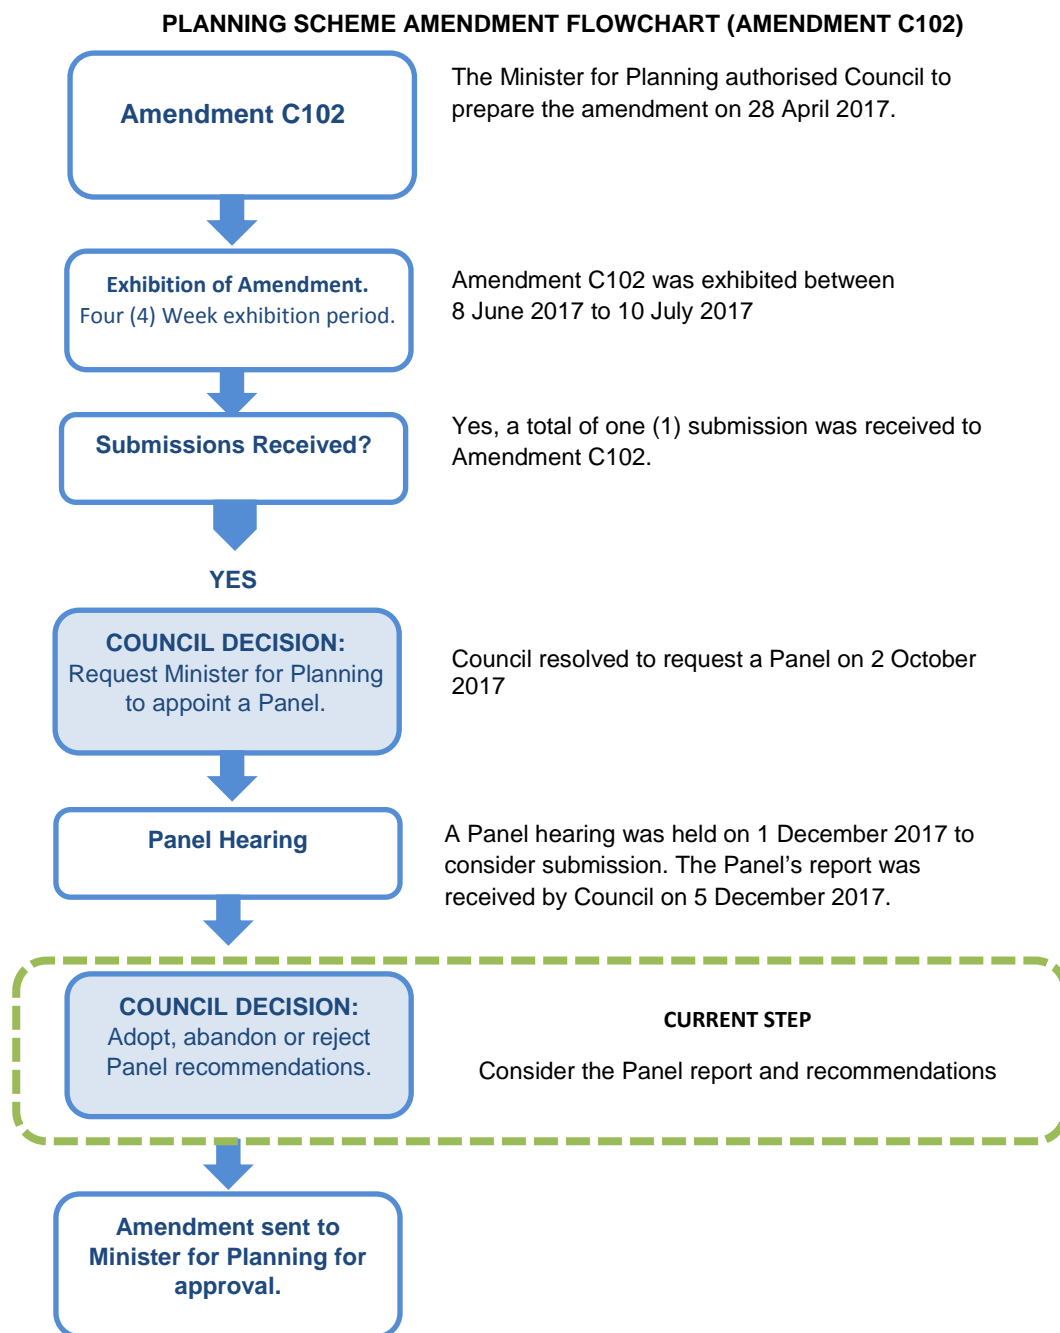 PLANNING SCHEME AMENDMENT FLOWCHART (AMENDMENT C102)
Amendment C102
The Minister for Planning authorised Council to
prepare the amendment on 28 April 2017.
Exhibition of Amendment.
Four (4) Week exhibition period.
Amendment C102 was exhibited between
8 June 2017 to 10 July 2017
Submissions Received?
Yes, a total of one (1) submission was received to
Amendment C102.
YES
COUNCIL DECISION:
Request Minister for Planning
to appoint a Panel.
Council resolved to request a Panel on 2 October
2017
Panel Hearing
A Panel hearing was held on 1 December 2017 to
consider submission. The Panel’s report was
received by Council on 5 December 2017.
COUNCIL DECISION:
Adopt, abandon or reject
Panel recommendations.
CURRENT STEP
Consider the Panel report and recommendations
Amendment sent to
Minister for Planning for
approval.